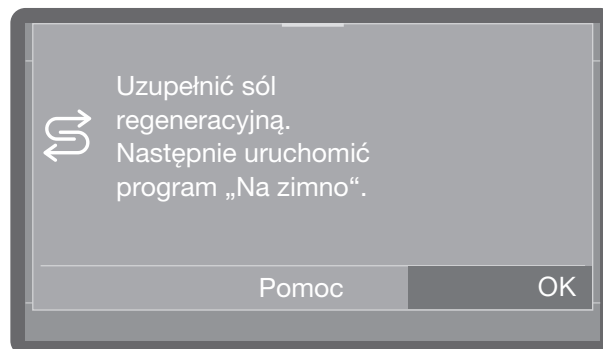 Uzupełnić sól
regeneracyjną.
Następnie uruchomić
program „Na zimno“.
Pomoc
OK